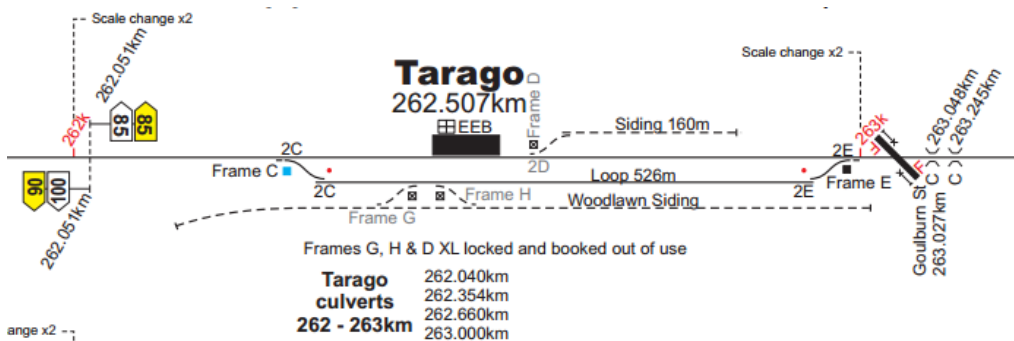 Scale change x2
262.051km
262k
85
85
90
100
262.051km
Tarago
262.507km
EEB
Frame D
Siding 160m
Scale change x2
263k
263.048km
263.245km
2C
2D
2E
Frame C
2C
Loop 526m
2E
Frame E
F
F
C
C
Frame G
Frame H
Woodlawn Siding
Goulburn St
263.027km
Frames G, H & D XL locked and booked out of use
Tarago
culverts
262 - 263km
262.040km
262.354km
262.660km
263.000km
ange x2